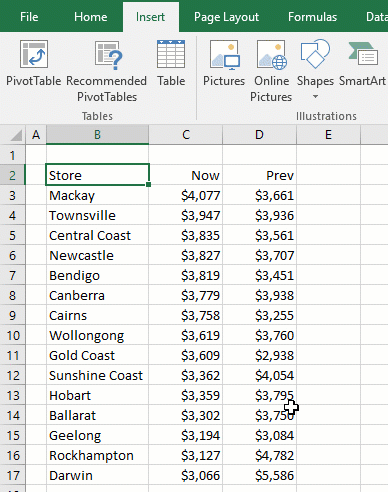 File Home Insert Page Layout Formulas Data
PivotTable Recommended PivotTables Table Pictures Online Pictures Shapes SmartArt
Tables Illustrations
A B C D E
1
2 Store Now Prev
3 Mackay $4,077 $3,661
4 Townsville $3,947 $3,936
5 Central Coast $3,835 $3,561
6 Newcastle $3,827 $3,707
7 Bendigo $3,819 $3,451
8 Canberra $3,779 $3,938
9 Cairns $3,758 $3,255
10 Wollongong $3,619 $3,760
11 Gold Coast $3,609 $2,938
12 Sunshine Coast $3,362 $4,054
13 Hobart $3,359 $3,795
14 Ballarat $3,302 $3,750
15 Geelong $3,194 $3,084
16 Rockhampton $3,127 $4,782
17 Darwin $3,066 $5,586